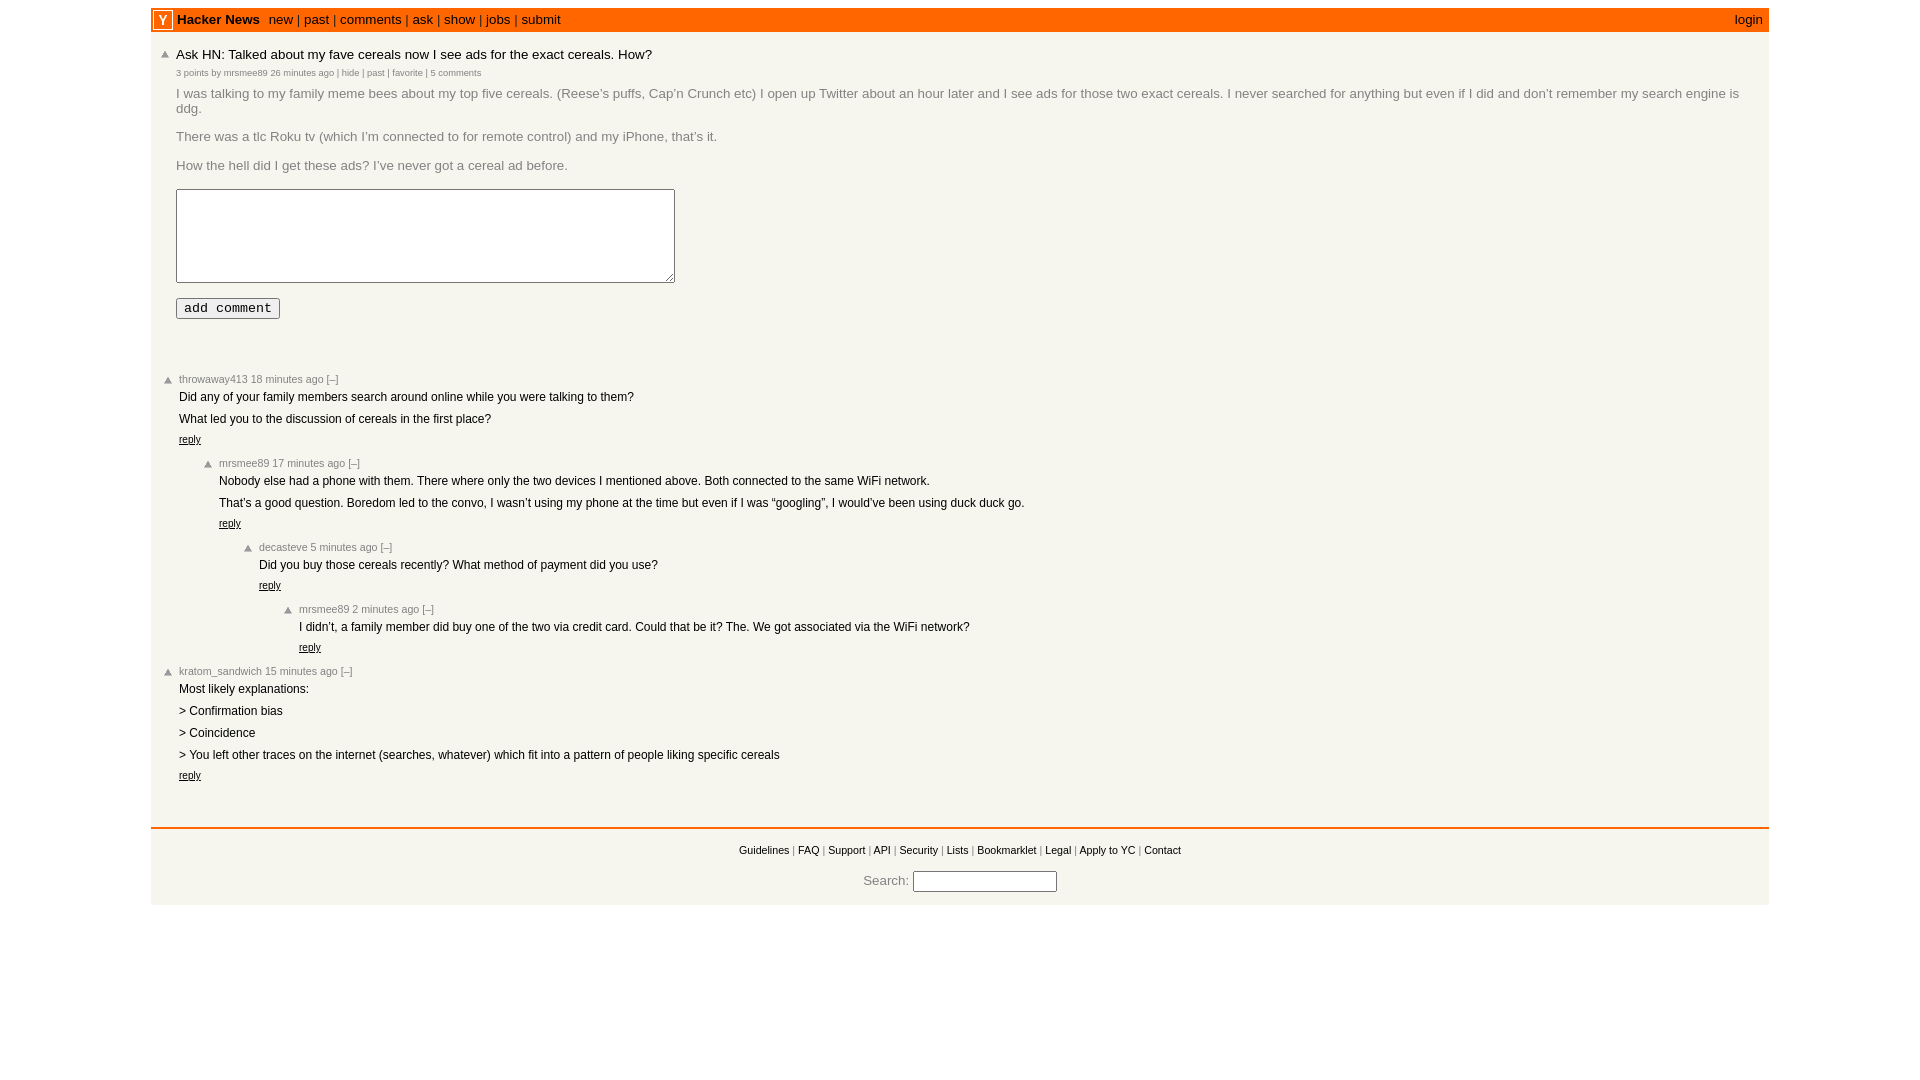 Y Hacker News new | past | comments | ask | show | jobs | submit login
Ask HN: Talked about my fave cereals now I see ads for the exact cereals. How?
3 points by mrsmee89 26 minutes ago | hide | past | favorite | 5 comments
I was talking to my family meme bees about my top five cereals. (Reese’s puffs, Cap’n Crunch etc) I open up Twitter about an hour later and I see ads for those two exact cereals. I never searched for anything but even if I did and don’t remember my search engine is
ddg.
There was a tlc Roku tv (which I’m connected to for remote control) and my iPhone, that’s it.
How the hell did I get these ads? I’ve never got a cereal ad before.
add comment
throwaway413 18 minutes ago [–]
Did any of your family members search around online while you were talking to them?
What led you to the discussion of cereals in the first place?
reply
mrsmee89 17 minutes ago [–]
Nobody else had a phone with them. There where only the two devices I mentioned above. Both connected to the same WiFi network.
That’s a good question. Boredom led to the convo, I wasn’t using my phone at the time but even if I was “googling”, I would’ve been using duck duck go.
reply
decasteve 5 minutes ago [–]
Did you buy those cereals recently? What method of payment did you use?
reply
mrsmee89 2 minutes ago [–]
I didn’t, a family member did buy one of the two via credit card. Could that be it? The. We got associated via the WiFi network?
reply
kratom_sandwich 15 minutes ago [–]
Most likely explanations:
> Confirmation bias
> Coincidence
> You left other traces on the internet (searches, whatever) which fit into a pattern of people liking specific cereals
reply
Guidelines | FAQ | Support | API | Security | Lists | Bookmarklet | Legal | Apply to YC | Contact
Search: